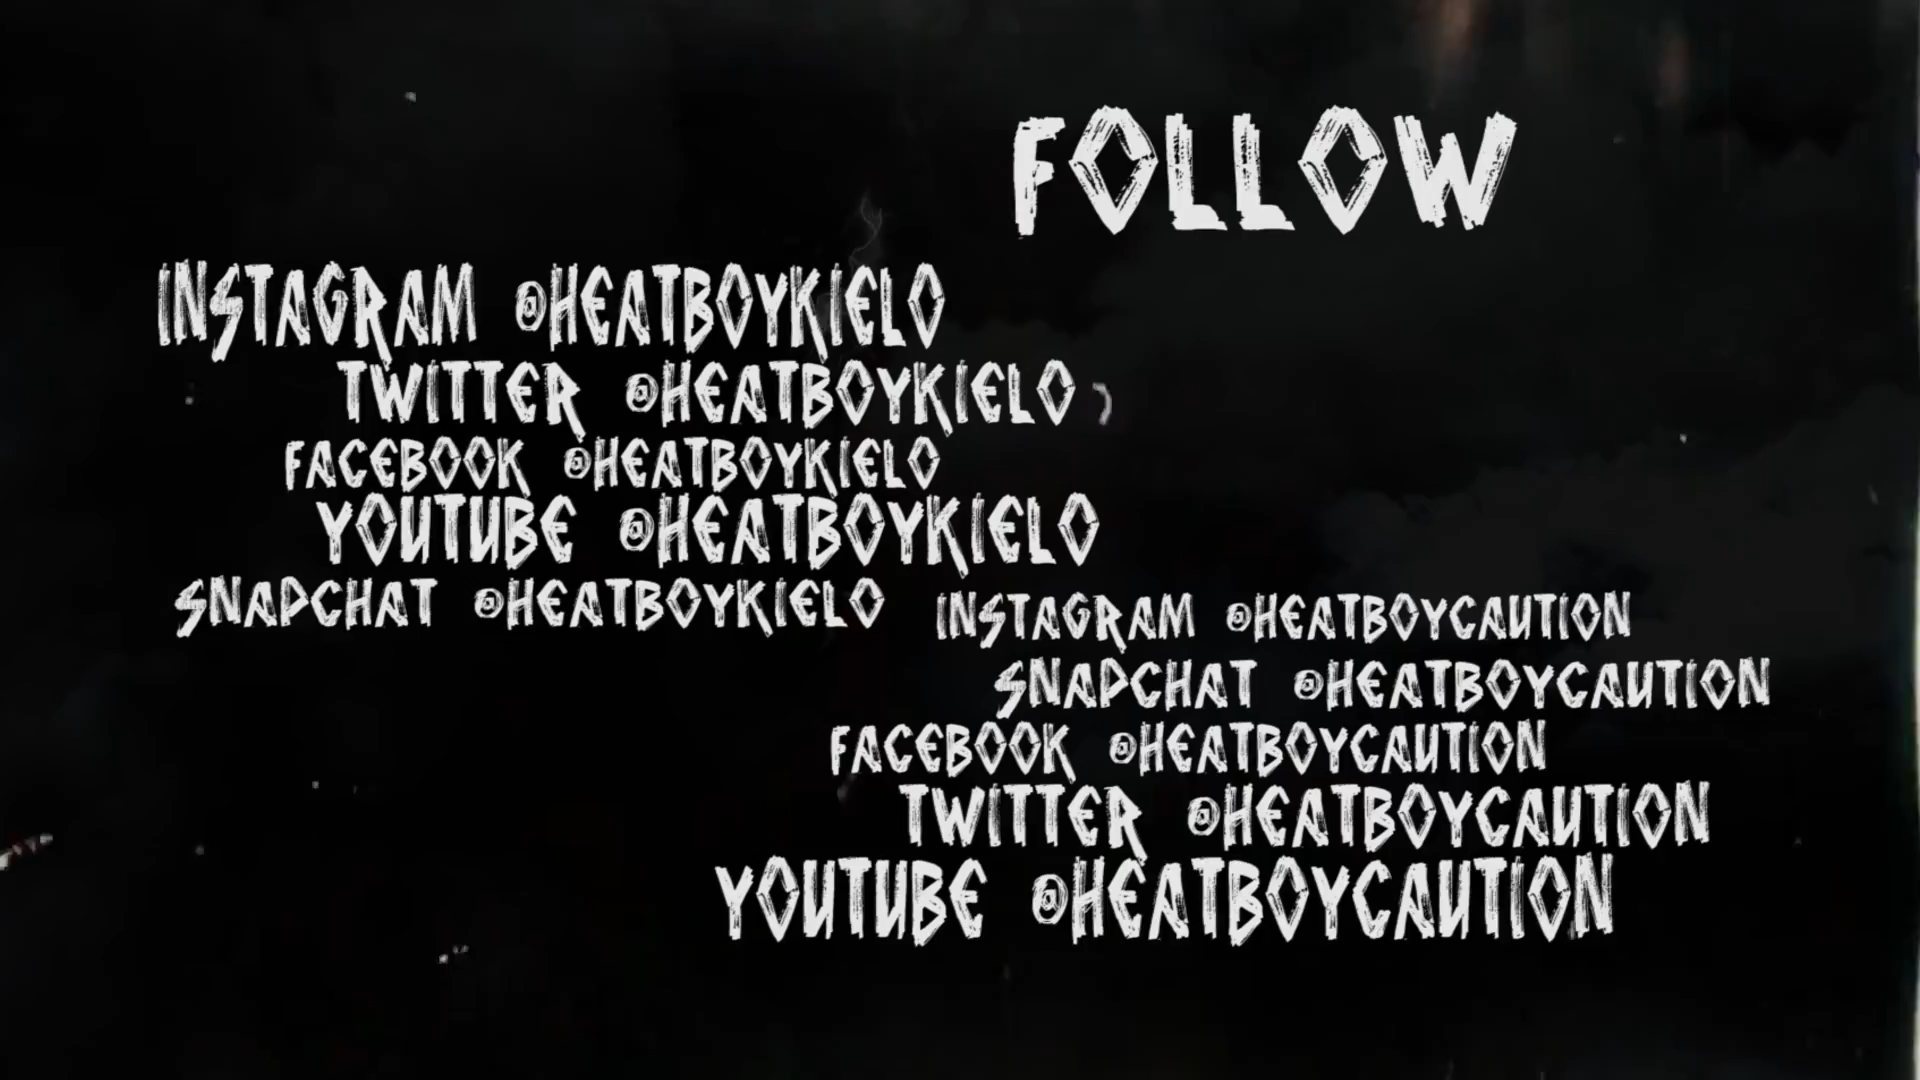 FOLLOW
INSTAGRAM @HEATBOYKIELO
TWITTER @HEATBOYKIELO
FACEBOOK @HEATBOYKIELO
YOUTUBE @HEATBOYKIELO
SNAPCHAT @HEATBOYKIELO
INSTAGRAM @HEATBOYCAUTION
SNAPCHAT @HEATBOYCAUTION
FACEBOOK @HEATBOYCAUTION
TWITTER @HEATBOYCAUTION
YOUTUBE @HEATBOYCAUTION